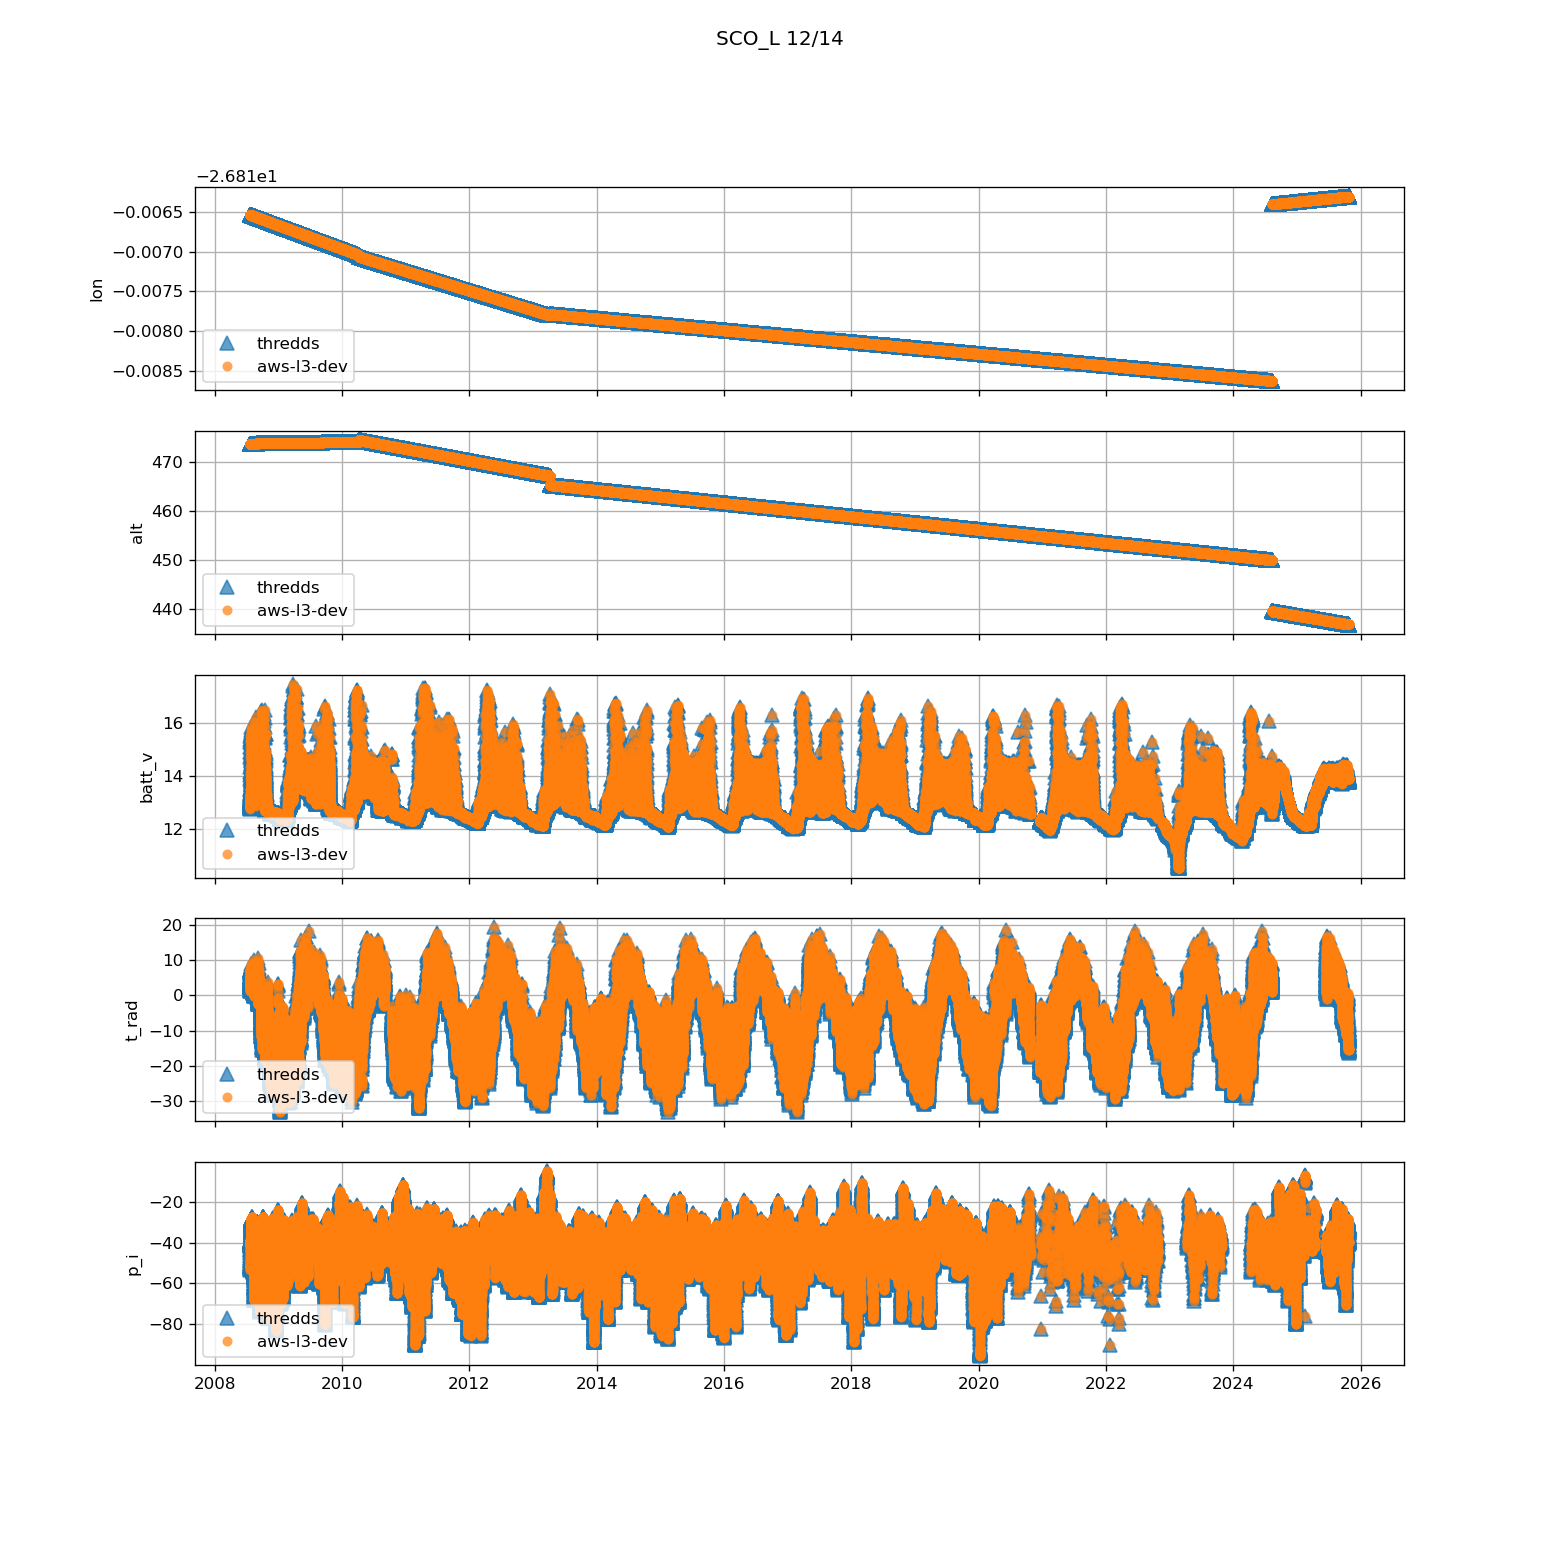 SCO_L 12/14
−2.681e1
−0.0065
−0.0070
−0.0075
−0.0080
−0.0085
lon
thredds
aws-l3-dev
470
460
450
440
alt
thredds
aws-l3-dev
16
14
12
batt_v
thredds
aws-l3-dev
20
10
0
−10
−20
−30
t_rad
thredds
aws-l3-dev
−20
−40
−60
−80
p_i
thredds
aws-l3-dev
2008 2010 2012 2014 2016 2018 2020 2022 2024 2026